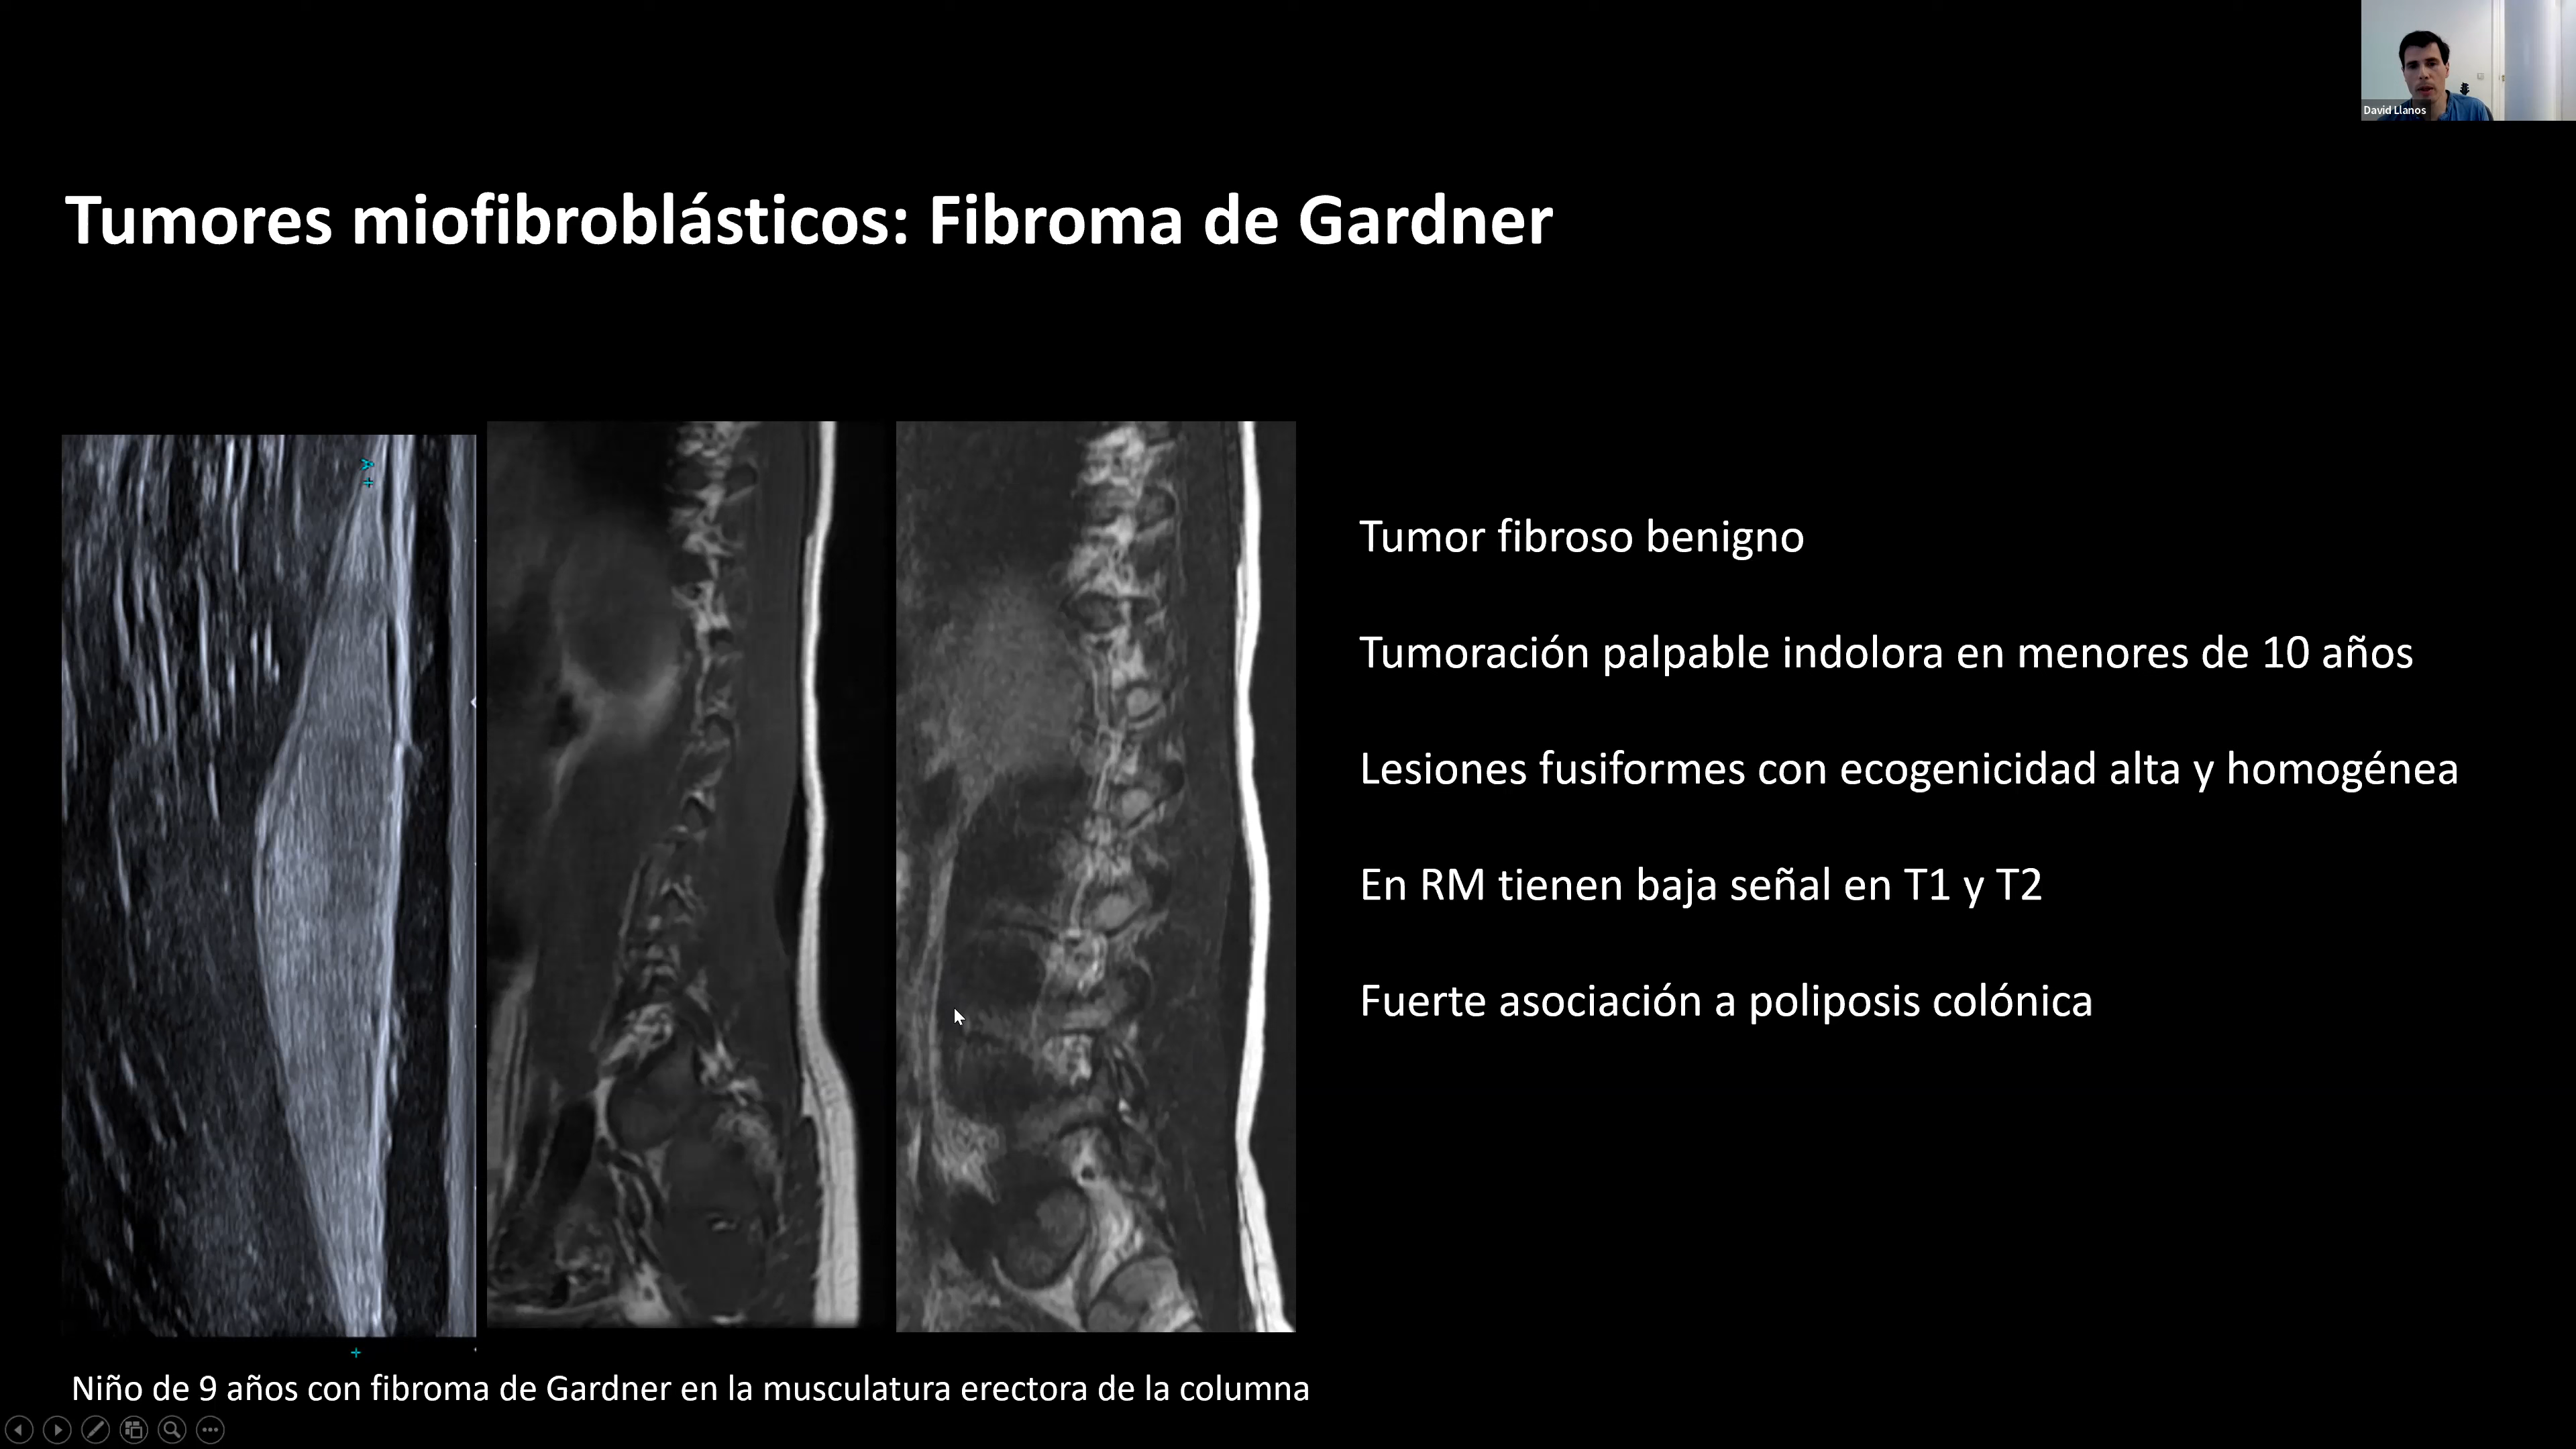 David Llanos
Tumores miofibroblásticos: Fibroma de Gardner
Tumor fibroso benigno
Tumoración palpable indolora en menores de 10 años
Lesiones fusiformes con ecogenicidad alta y homogénea
En RM tienen baja señal en T1 y T2
Fuerte asociación a poliposis colónica
Niño de 9 años con fibroma de Gardner en la musculatura erectora de la columna